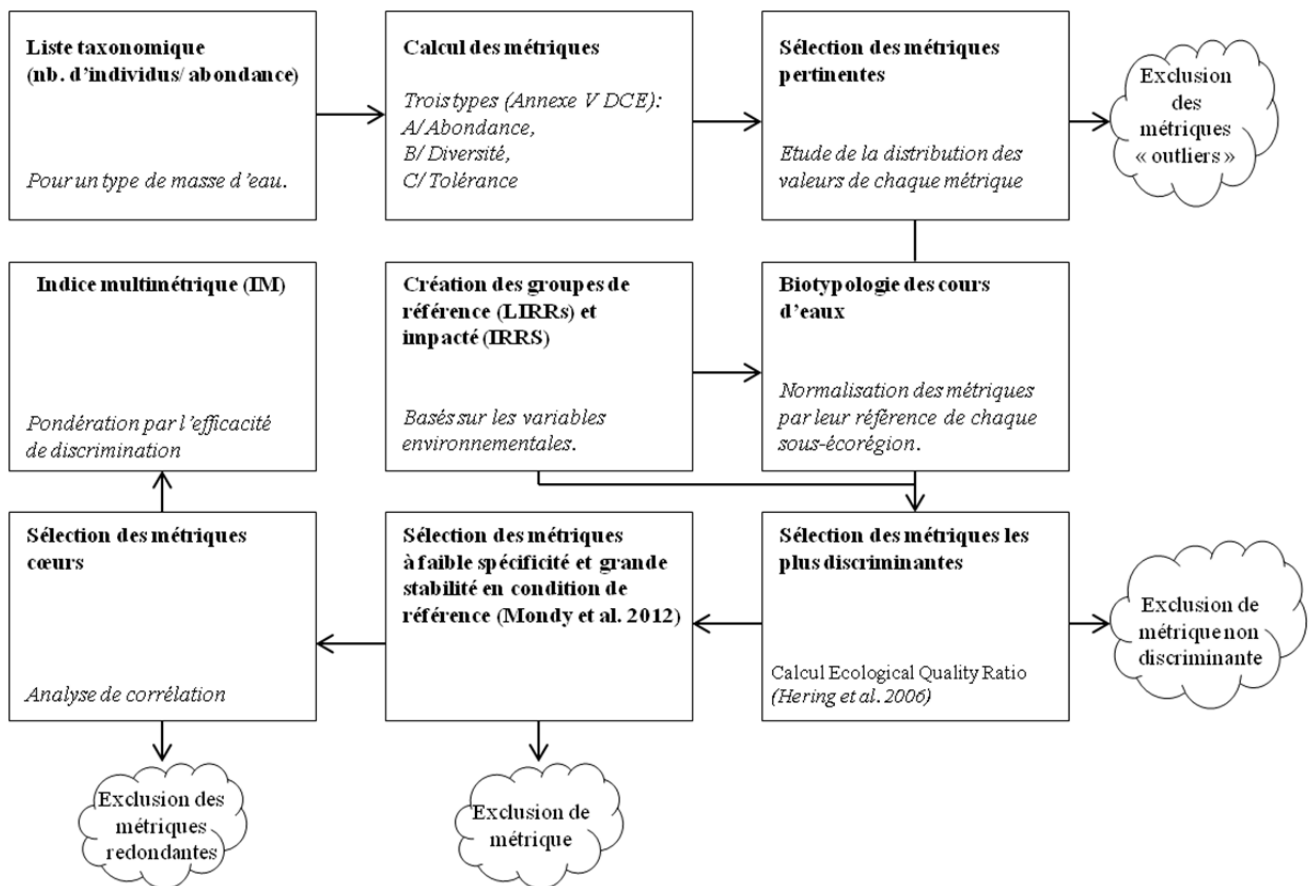 Liste taxonomique
(nb. d'individus/ abondance)
Pour un type de masse d'eau.
Calcul des métriques
Trois types (Annexe V DCE):
A/ Abondance,
B/ Diversité,
C/ Tolérance
Sélection des métriques
pertinentes
Etude de la distribution des
valeurs de chaque métrique
Exclusion
des
métriques
« outliers »
Indice multimétrique (IM)
Pondération par l'efficacité
de discrimination
Création des groupes de
référence (LIRRs) et
impacté (IRRS)
Basés sur les variables
environnementales.
Biotypologie des cours
d'eaux
Normalisation des métriques
par leur référence de chaque
sous-écorégion.
Sélection des métriques
cœurs
Analyse de corrélation
Sélection des métriques
à faible spécificité et grande
stabilité en condition de
référence (Mondy et al. 2012)
Sélection des métriques les
plus discriminantes
Calcul Ecological Quality Ratio
(Hering et al. 2006)
Exclusion de
métrique non
discriminante
Exclusion des
métriques
redondantes
Exclusion de
métrique